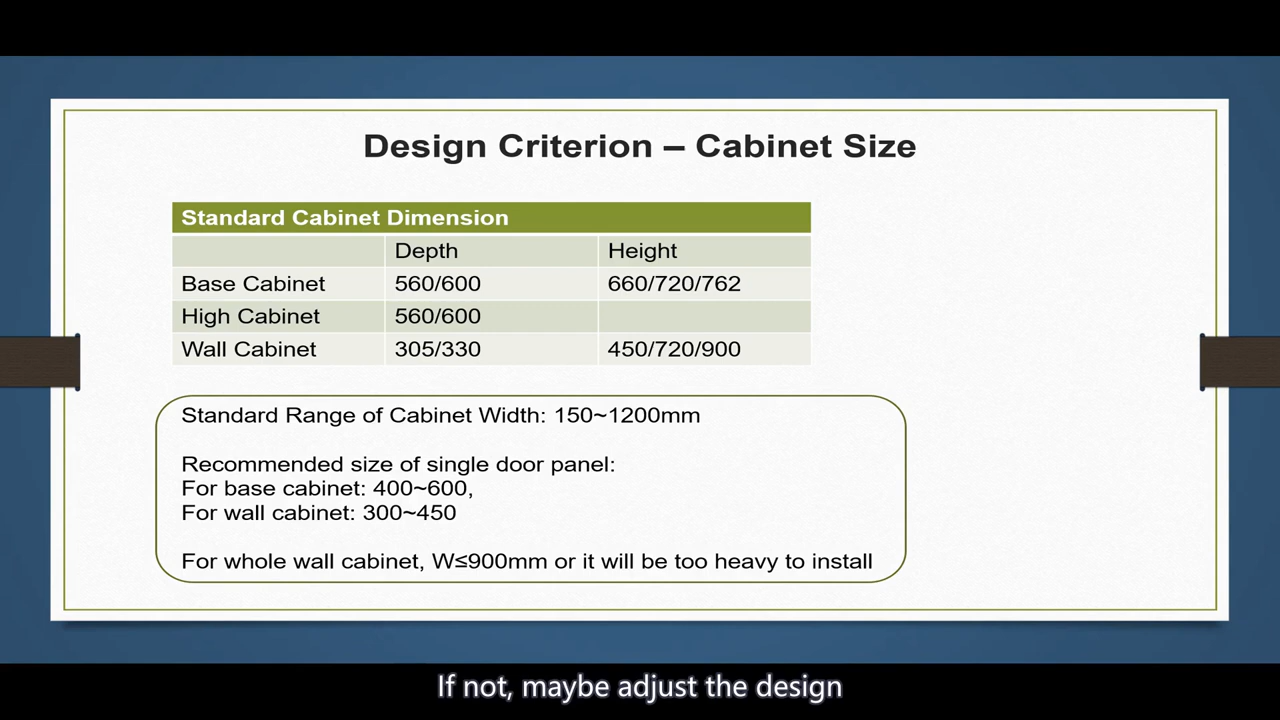 Design Criterion – Cabinet Size
Standard Cabinet Dimension
Depth Height
Base Cabinet 560/600 660/720/762
High Cabinet 560/600
Wall Cabinet 305/330 450/720/900
Standard Range of Cabinet Width: 150~1200mm
Recommended size of single door panel:
For base cabinet: 400~600,
For wall cabinet: 300~450
For whole wall cabinet, W≤900mm or it will be too heavy to install
If not, maybe adjust the design